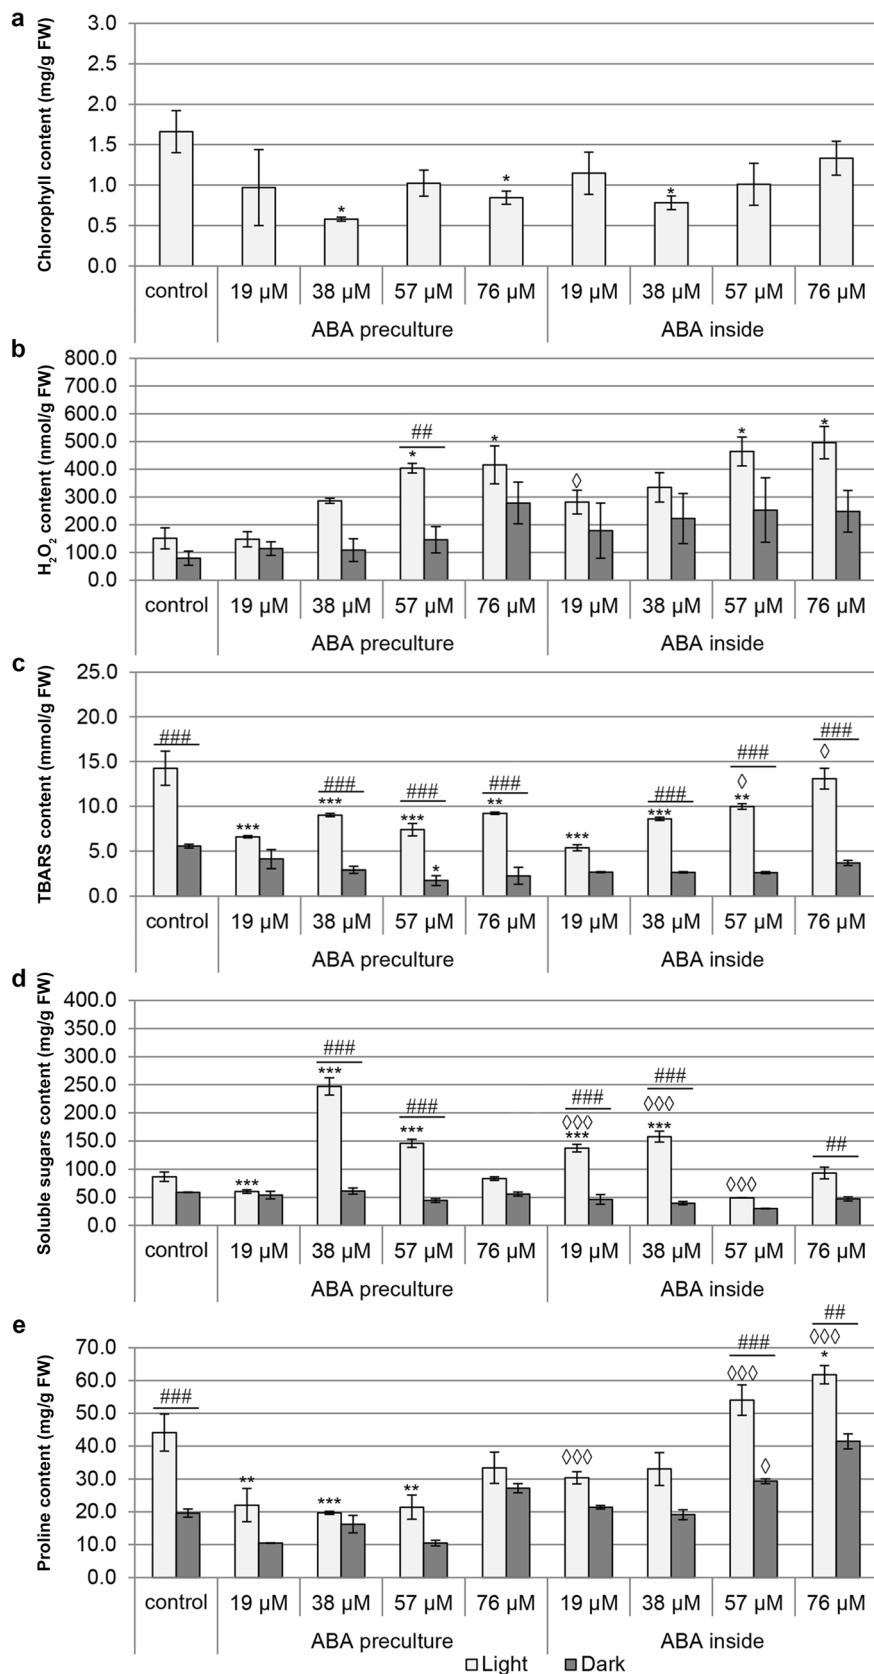 a
Chlorophyll content (mg/g FW)
3.0
2.5
2.0
1.5
1.0
0.5
0.0
* * *
control 19 µM 38 µM 57 µM 76 µM 19 µM 38 µM 57 µM 76 µM
ABA preculture ABA inside
b
H₂O₂ content (nmol/g FW)
800.0
700.0
600.0
500.0
400.0
300.0
200.0
100.0
0.0
##
* * ◊ * *
control 19 µM 38 µM 57 µM 76 µM 19 µM 38 µM 57 µM 76 µM
ABA preculture ABA inside
c
TBARS content (mmol/g FW)
25.0
20.0
15.0
10.0
5.0
0.0
### ### ### ### ### ### ###
◊ ◊
*** *** *** * ** *** *** **
control 19 µM 38 µM 57 µM 76 µM 19 µM 38 µM 57 µM 76 µM
ABA preculture ABA inside
d
Soluble sugars content (mg/g FW)
400.0
350.0
300.0
250.0
200.0
150.0
100.0
50.0
0.0
### ### ### ### ##
◊◊◊ ◊◊◊ ◊◊◊
*** *** *** *** ***
control 19 µM 38 µM 57 µM 76 µM 19 µM 38 µM 57 µM 76 µM
ABA preculture ABA inside
e
Proline content (mg/g FW)
70.0
60.0
50.0
40.0
30.0
20.0
10.0
0.0
### ### ##
◊◊◊ ◊◊◊ ◊ ◊◊◊
** *** ** *
control 19 µM 38 µM 57 µM 76 µM 19 µM 38 µM 57 µM 76 µM
ABA preculture ABA inside
Light Dark